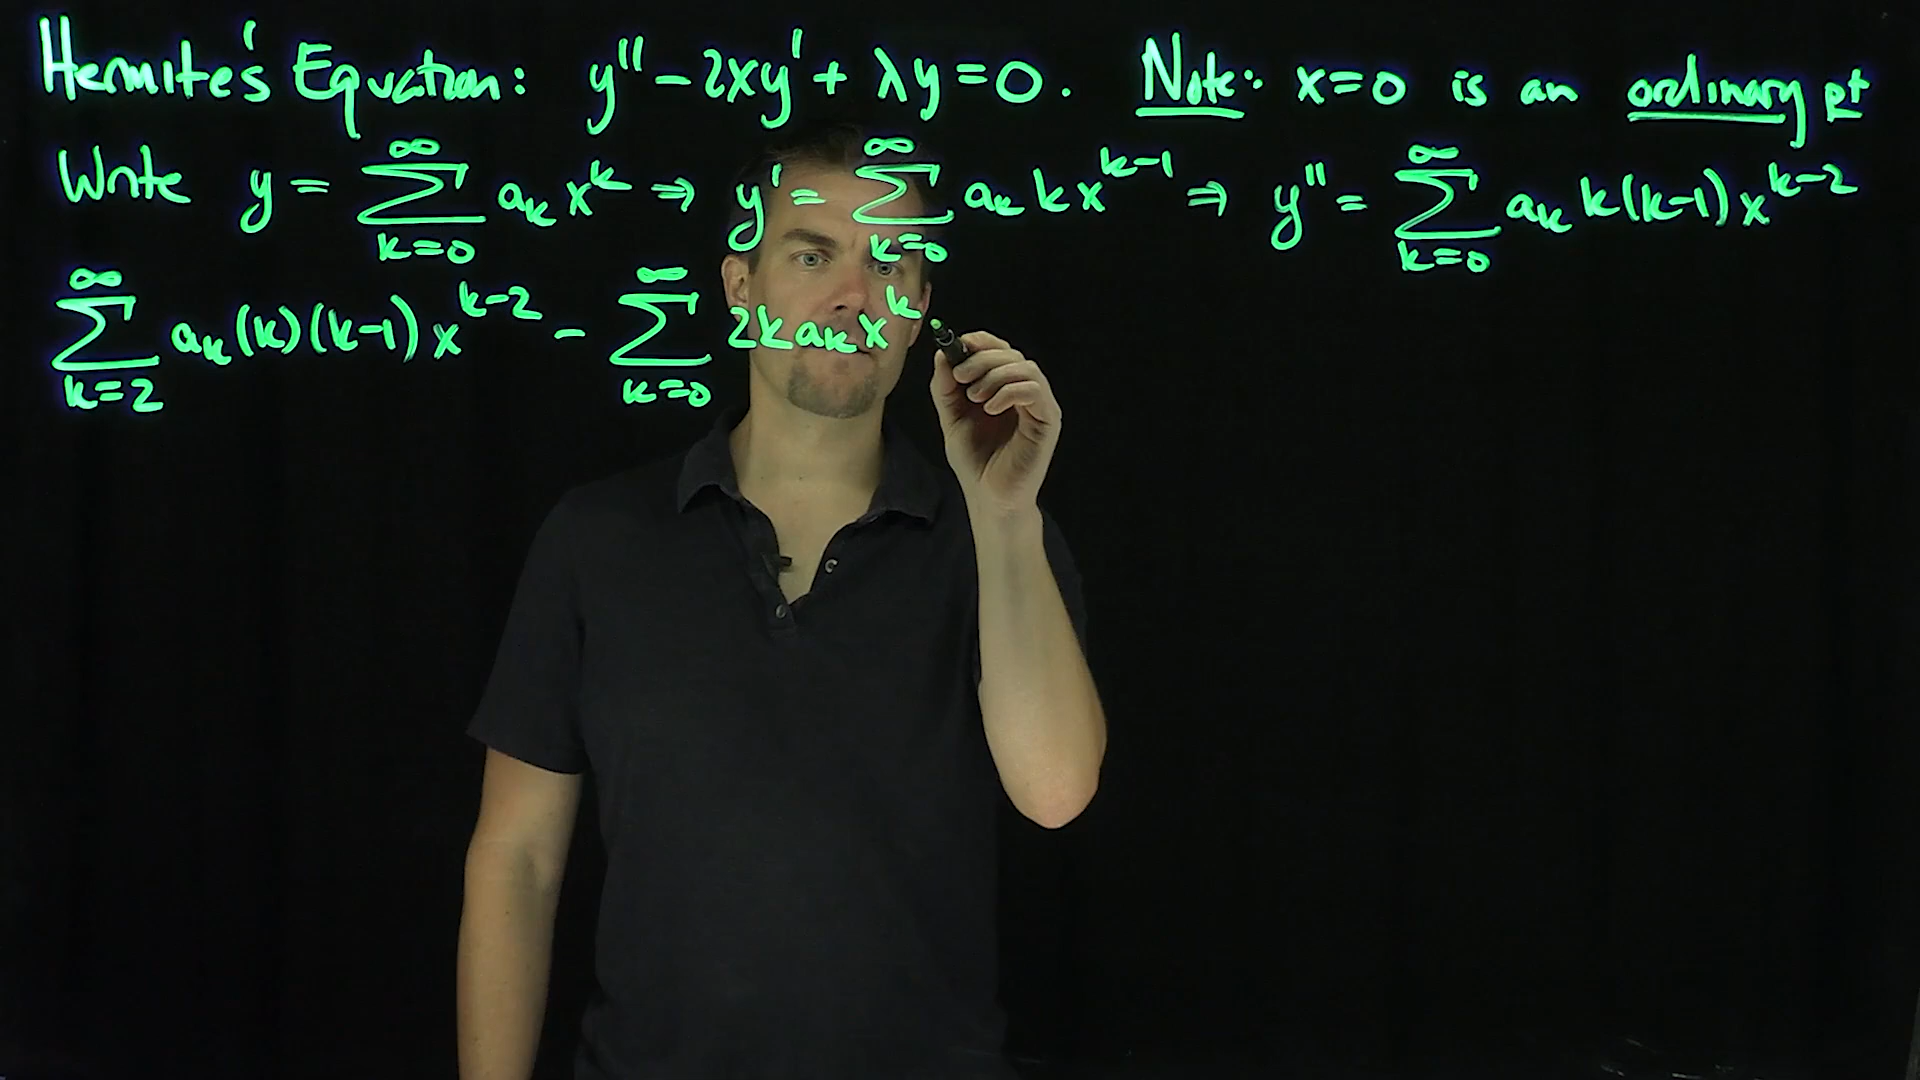 Hermite's Equation: y'' - 2xy' + λy = 0. Note: x=0 is an ordinary pt
Write y = ∑_{k=0}^{∞} a_k x^k ⇒ y' = ∑_{k=0}^{∞} a_k k x^{k-1} ⇒ y'' = ∑_{k=0}^{∞} a_k k(k-1) x^{k-2}
∑_{k=2}^{∞} a_k (k)(k-1) x^{k-2} - ∑_{k=0}^{∞} 2k a_k x^k